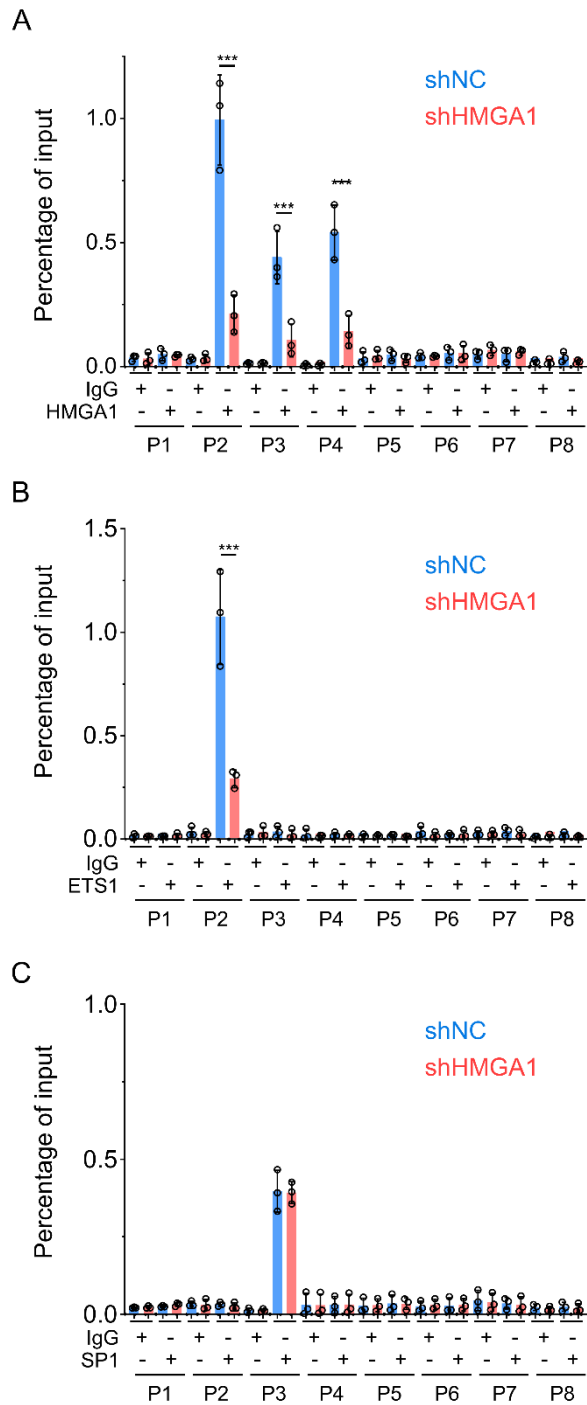 A
Percentage of input
1.0
0.5
0.0
***
***
***
shNC
shHMGA1
IgG + - + - + - + - + - + - + - + -
HMGA1 - + - + - + - + - + - + - + - +
P1 P2 P3 P4 P5 P6 P7 P8
B
Percentage of input
1.5
1.0
0.5
0.0
***
shNC
shHMGA1
IgG + - + - + - + - + - + - + - + -
ETS1 - + - + - + - + - + - + - + - +
P1 P2 P3 P4 P5 P6 P7 P8
C
Percentage of input
1.0
0.5
0.0
shNC
shHMGA1
IgG + - + - + - + - + - + - + - + -
SP1 - + - + - + - + - + - + - + - +
P1 P2 P3 P4 P5 P6 P7 P8